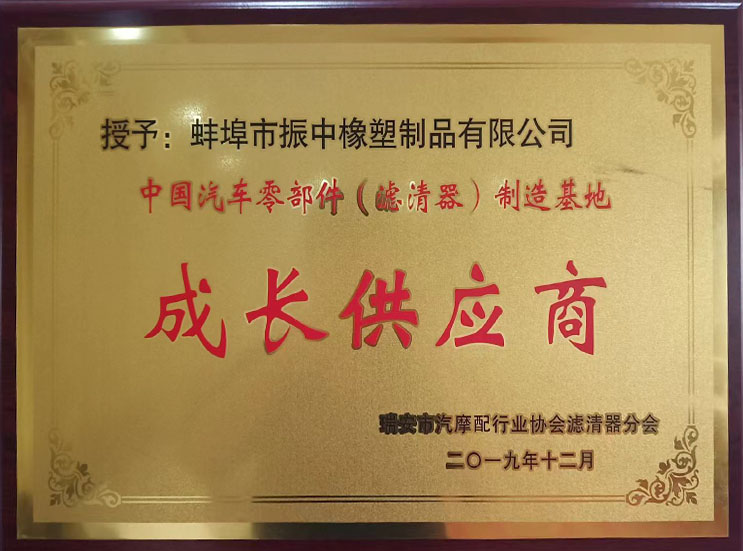 授予：蚌埠市振中橡塑制品有限公司
中国汽车零部件（滤清器）制造基地
成长供应商
瑞安市汽摩配行业协会滤清器分会
二〇一九年十二月